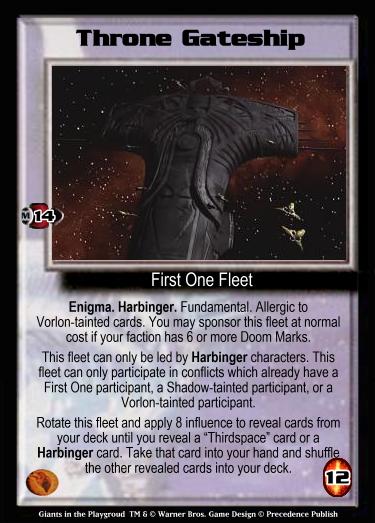 Throne Gateship
M 14
First One Fleet
Enigma. Harbinger. Fundamental. Allergic to
Vorlon-tainted cards. You may sponsor this fleet at normal
cost if your faction has 6 or more Doom Marks.
This fleet can only be led by Harbinger characters. This
fleet can only participate in conflicts which already have a
First One participant, a Shadow-tainted participant, or a
Vorlon-tainted participant.
Rotate this fleet and apply 8 influence to reveal cards from
your deck until you reveal a “Thirdspace” card or a
Harbinger card. Take that card into your hand and shuffle
the other revealed cards into your deck.
12
Giants in the Playgroud TM & © Warner Bros. Game Design © Precedence Publish